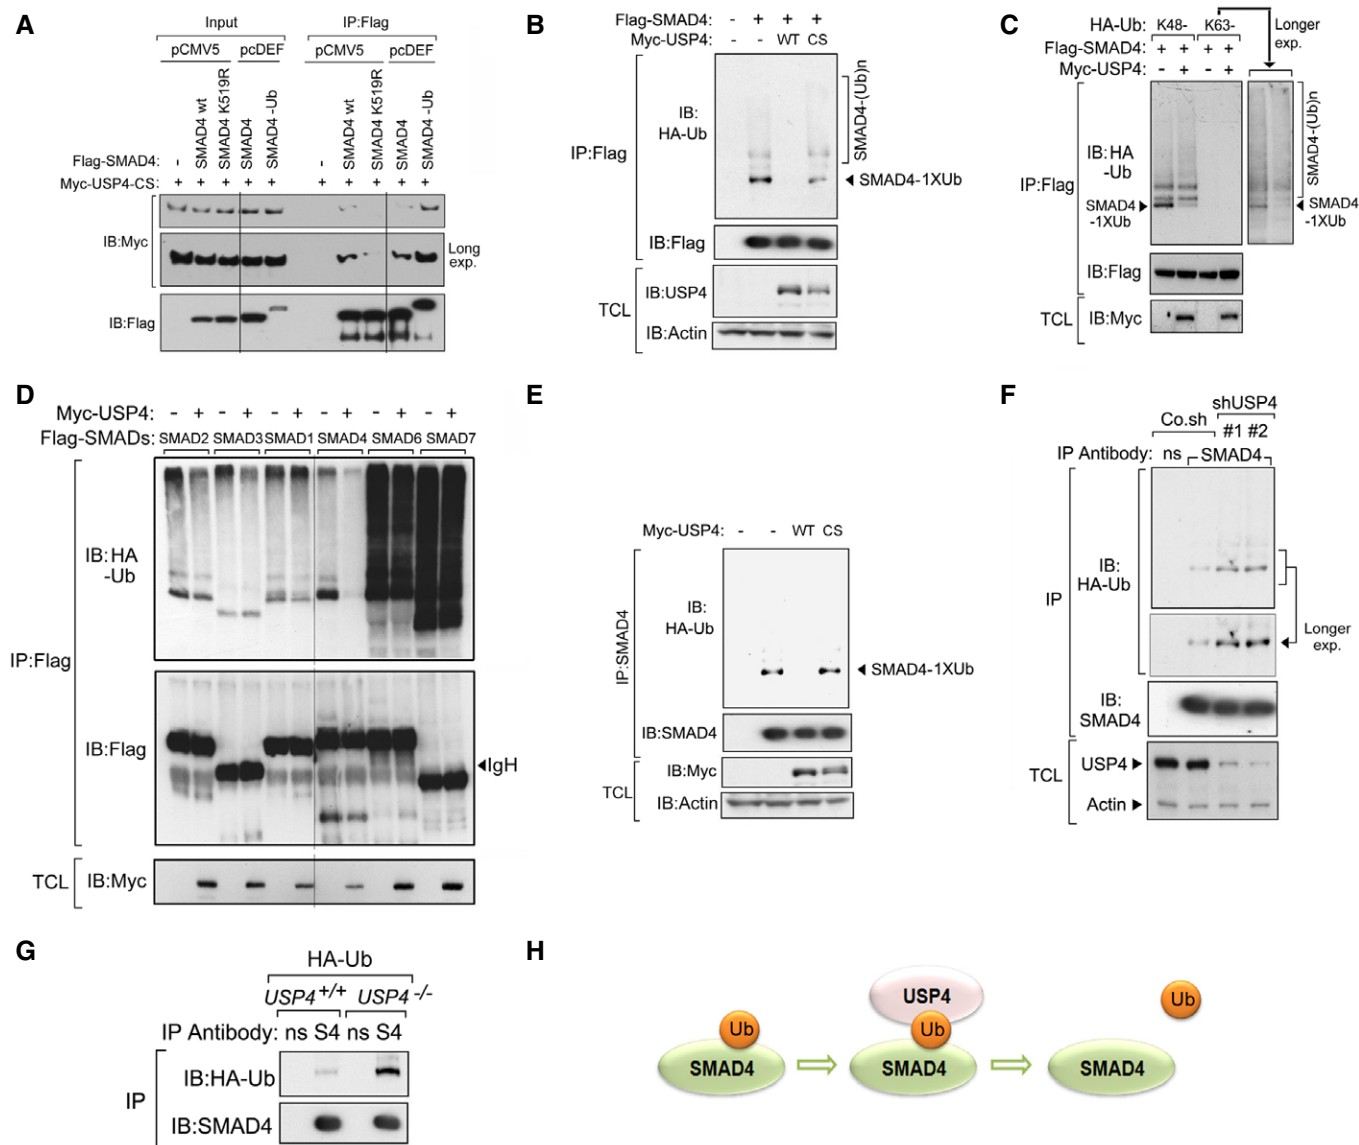 A
Input
IP:Flag
pCMV5
pcDEF
pCMV5
pcDEF
Flag-SMAD4:
-
SMAD4 wt
SMAD4 K519R
SMAD4
SMAD4 -Ub
-
SMAD4 wt
SMAD4 K519R
SMAD4
SMAD4 -Ub
Myc-USP4-CS: + + + + + + + + + +
IB:Myc
Long
exp.
IB:Flag
B
Flag-SMAD4: - + + +
Myc-USP4: - - WT CS
IP:Flag
IB:
HA-Ub
SMAD4-(Ub)n
SMAD4-1XUb
IB:Flag
TCL
IB:USP4
IB:Actin
C
HA-Ub: K48- K63-
Longer
exp.
Flag-SMAD4: + + + +
Myc-USP4: - + - +
IP:Flag
IB:HA
-Ub
SMAD4
-1XUb
SMAD4-(Ub)n
SMAD4
-1XUb
IB:Flag
TCL
IB:Myc
D
Myc-USP4: - + - + - + - + - + - +
Flag-SMADs: SMAD2 SMAD3 SMAD1 SMAD4 SMAD6 SMAD7
IP:Flag
IB:HA
-Ub
IB:Flag
IgH
TCL
IB:Myc
E
Myc-USP4: - - WT CS
IP:SMAD4
IB:
HA-Ub
SMAD4-1XUb
IB:SMAD4
TCL
IB:Myc
IB:Actin
F
shUSP4
Co.sh
#1 #2
IP Antibody: ns SMAD4
IP
IB:
HA-Ub
Longer
exp.
IB:
SMAD4
TCL
USP4
Actin
G
HA-Ub
USP4+/+ USP4-/-
IP Antibody: ns S4 ns S4
IP
IB:HA-Ub
IB:SMAD4
H
Ub
SMAD4
USP4
Ub
SMAD4
Ub
SMAD4